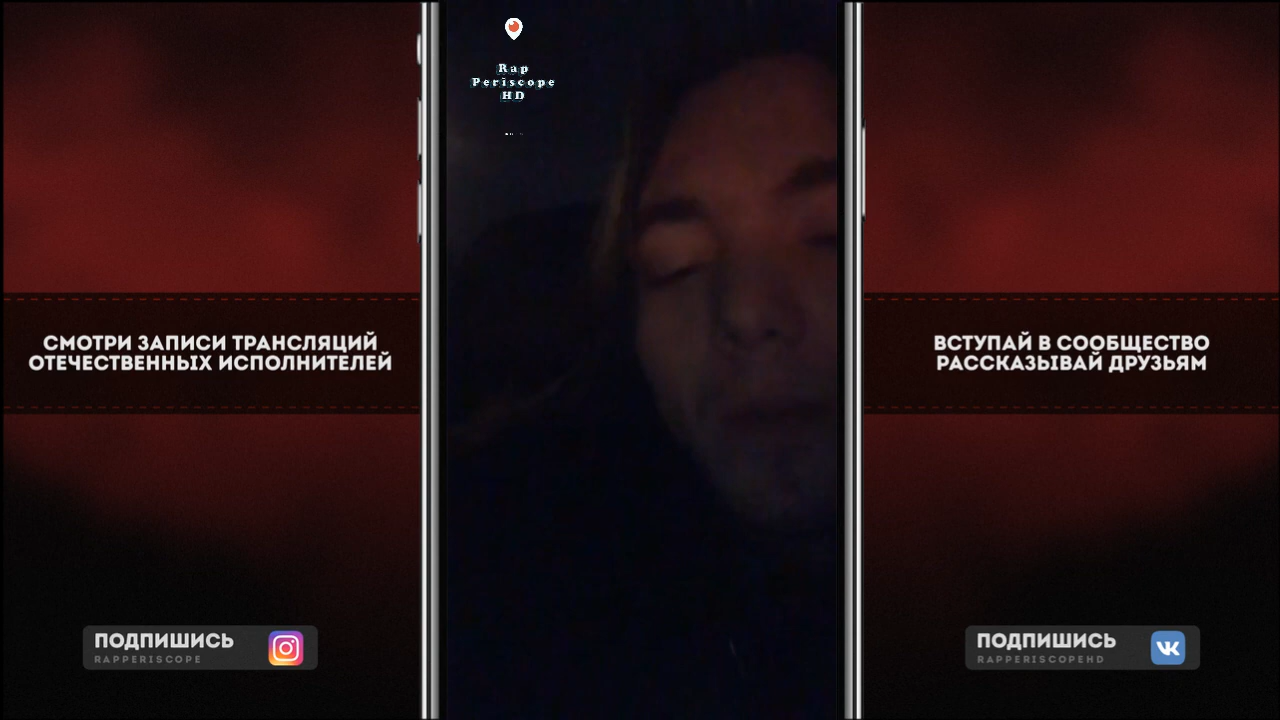 Rap
Periscope
HD
СМОТРИ ЗАПИСИ ТРАНСЛЯЦИЙ
ОТЕЧЕСТВЕННЫХ ИСПОЛНИТЕЛЕЙ
ВСТУПАЙ В СООБЩЕСТВО
РАССКАЗЫВАЙ ДРУЗЬЯМ
ПОДПИШИСЬ
RAPPERISCOPE
ПОДПИШИСЬ
RAPPERISCOPEHD